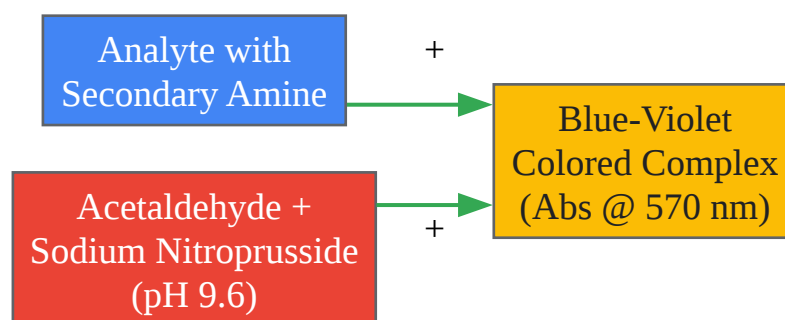 Analyte with
Secondary Amine
+
Acetaldehyde +
Sodium Nitroprusside
(pH 9.6)
+
Blue-Violet
Colored Complex
(Abs @ 570 nm)